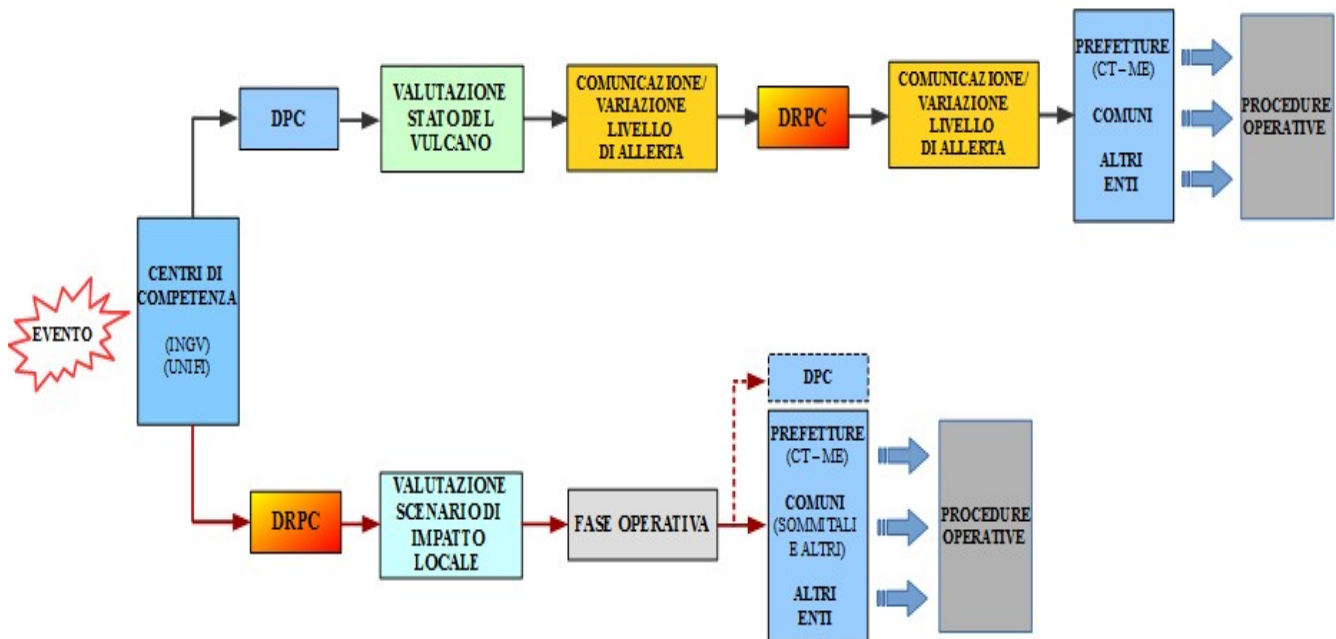 EVENTO
CENTRI DI
COMPETENZA
(INGV)
(UNIFI)
DPC
VALUTAZIONE
STATO DEL
VULCANO
COMUNICAZIONE/
VARIAZIONE
LIVELLO
DI ALLERTA
DRPC
COMUNICAZIONE/
VARIAZIONE
LIVELLO
DI ALLERTA
PREFETTURE
(CT – ME)
COMUNI
ALTRI
ENTI
PROCEDURE
OPERATIVE
DRPC
VALUTAZIONE
SCENARIO DI
IMPATTO
LOCALE
FASE OPERATIVA
DPC
PREFETTURE
(CT – ME)
COMUNI
(SOMMITALI
E ALTRI)
ALTRI
ENTI
PROCEDURE
OPERATIVE